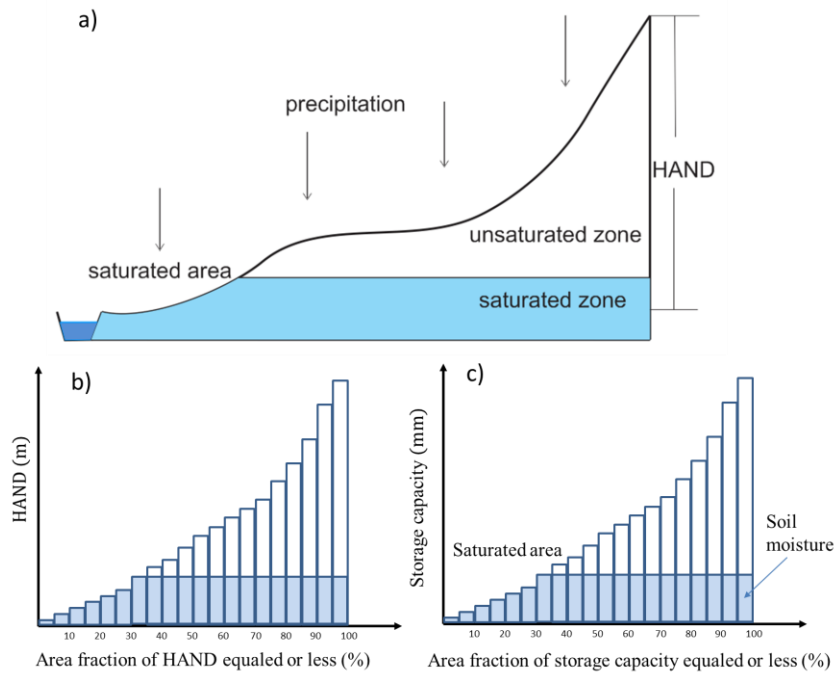 a)
precipitation
HAND
unsaturated zone
saturated area
saturated zone
b)
HAND (m)
10 20 30 40 50 60 70 80 90 100
Area fraction of HAND equaled or less (%)
c)
Storage capacity (mm)
Saturated area
Soil
moisture
10 20 30 40 50 60 70 80 90 100
Area fraction of storage capacity equaled or less (%)